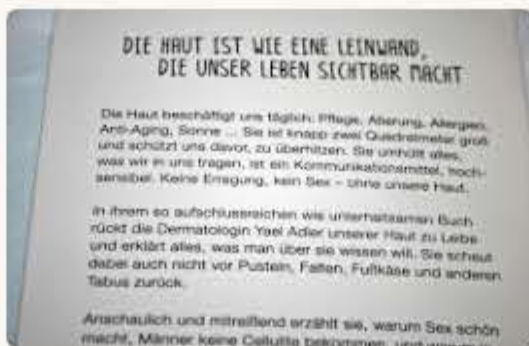 DIE HAUT IST WIE EINE LEINWAND,
DIE UNSER LEBEN SICHTBAR MACHT
Die Haut beschäftigt uns täglich: Pflege, Alterung, Allergien,
Anti-Aging, Sonne ... Sie ist knapp zwei Quadratmeter groß
und schützt uns davor, zu überhitzen. Sie umhüllt alles,
was wir in uns tragen, ist ein Kommunikationsmittel, hoch-
sensibel. Keine Erregung, kein Sex – ohne unsere Haut.
In ihrem so aufschlussreichen wie unterhaltsamen Buch
rückt die Dermatologin Yael Adler unserer Haut zu Leibe
und erklärt alles, was man über sie wissen will. Sie scheut
dabei auch nicht vor Pusteln, Falten, Fußkäse und anderen
Tabus zurück.
Anschaulich und mitreißend erzählt sie, warum Sex schön
macht, Männer keine Cellulite bekommen, und